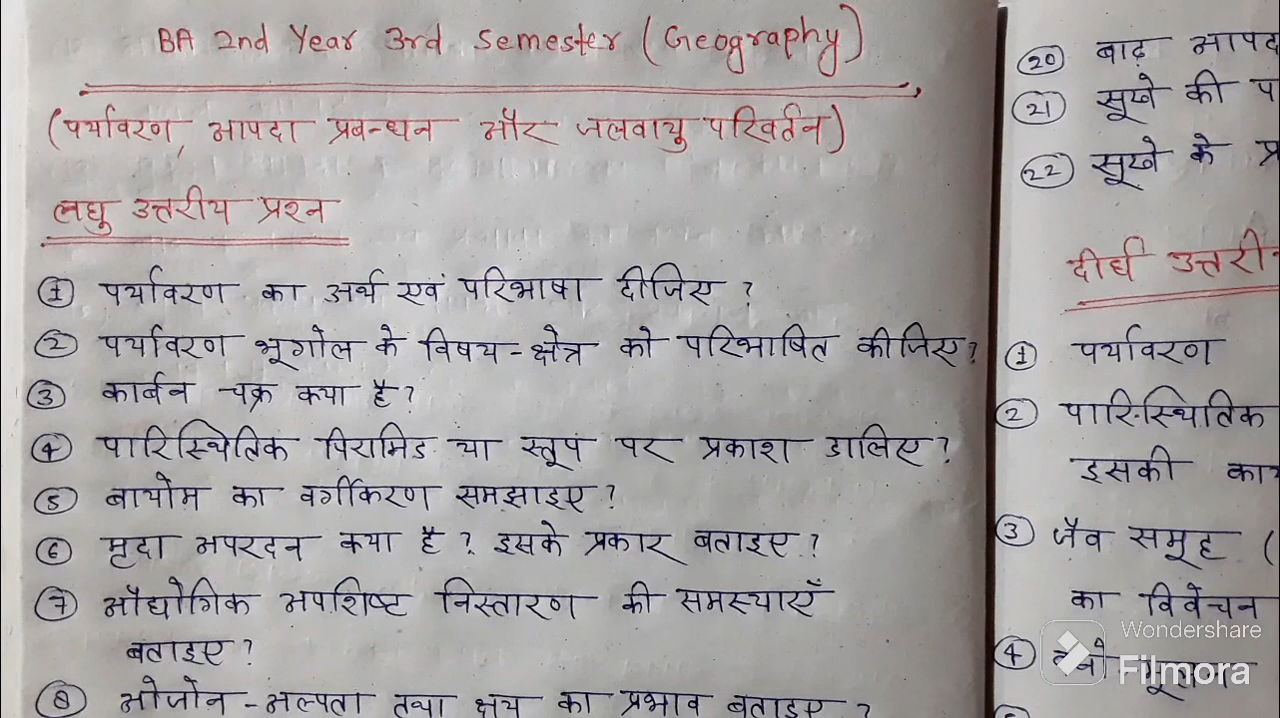 BA 2nd Year 3rd Semester (Geography)
(पर्यावरण, आपदा प्रबन्धन और जलवायु परिवर्तन)
लघु उत्तरीय प्रश्न
① पर्यावरण का अर्थ एवं परिभाषा दीजिए ?
② पर्यावरण भूगोल के विषय-क्षेत्र को परिभाषित कीजिए?
③ कार्बन चक्र क्या है?
④ पारिस्थितिक पिरामिड या स्तूप पर प्रकाश डालिए?
⑤ बायोम का वर्गीकरण समझाइए?
⑥ मृदा अपरदन क्या है? इसके प्रकार बताइए?
⑦ औद्योगिक अपशिष्ट निस्तारण की समस्याएँ
बताइए?
⑧ ओजोन-अल्पता तथा क्षय का प्रभाव बताइए ?
⑳ बाढ़ आपद
㉑ सूखे की प
㉒ सूखे के प्र
दीर्घ उत्तरी
① पर्यावरण
② पारिस्थितिक
इसकी कार्य
③ जैव समूह (
का विवेचन
④
Wondershare
Filmora